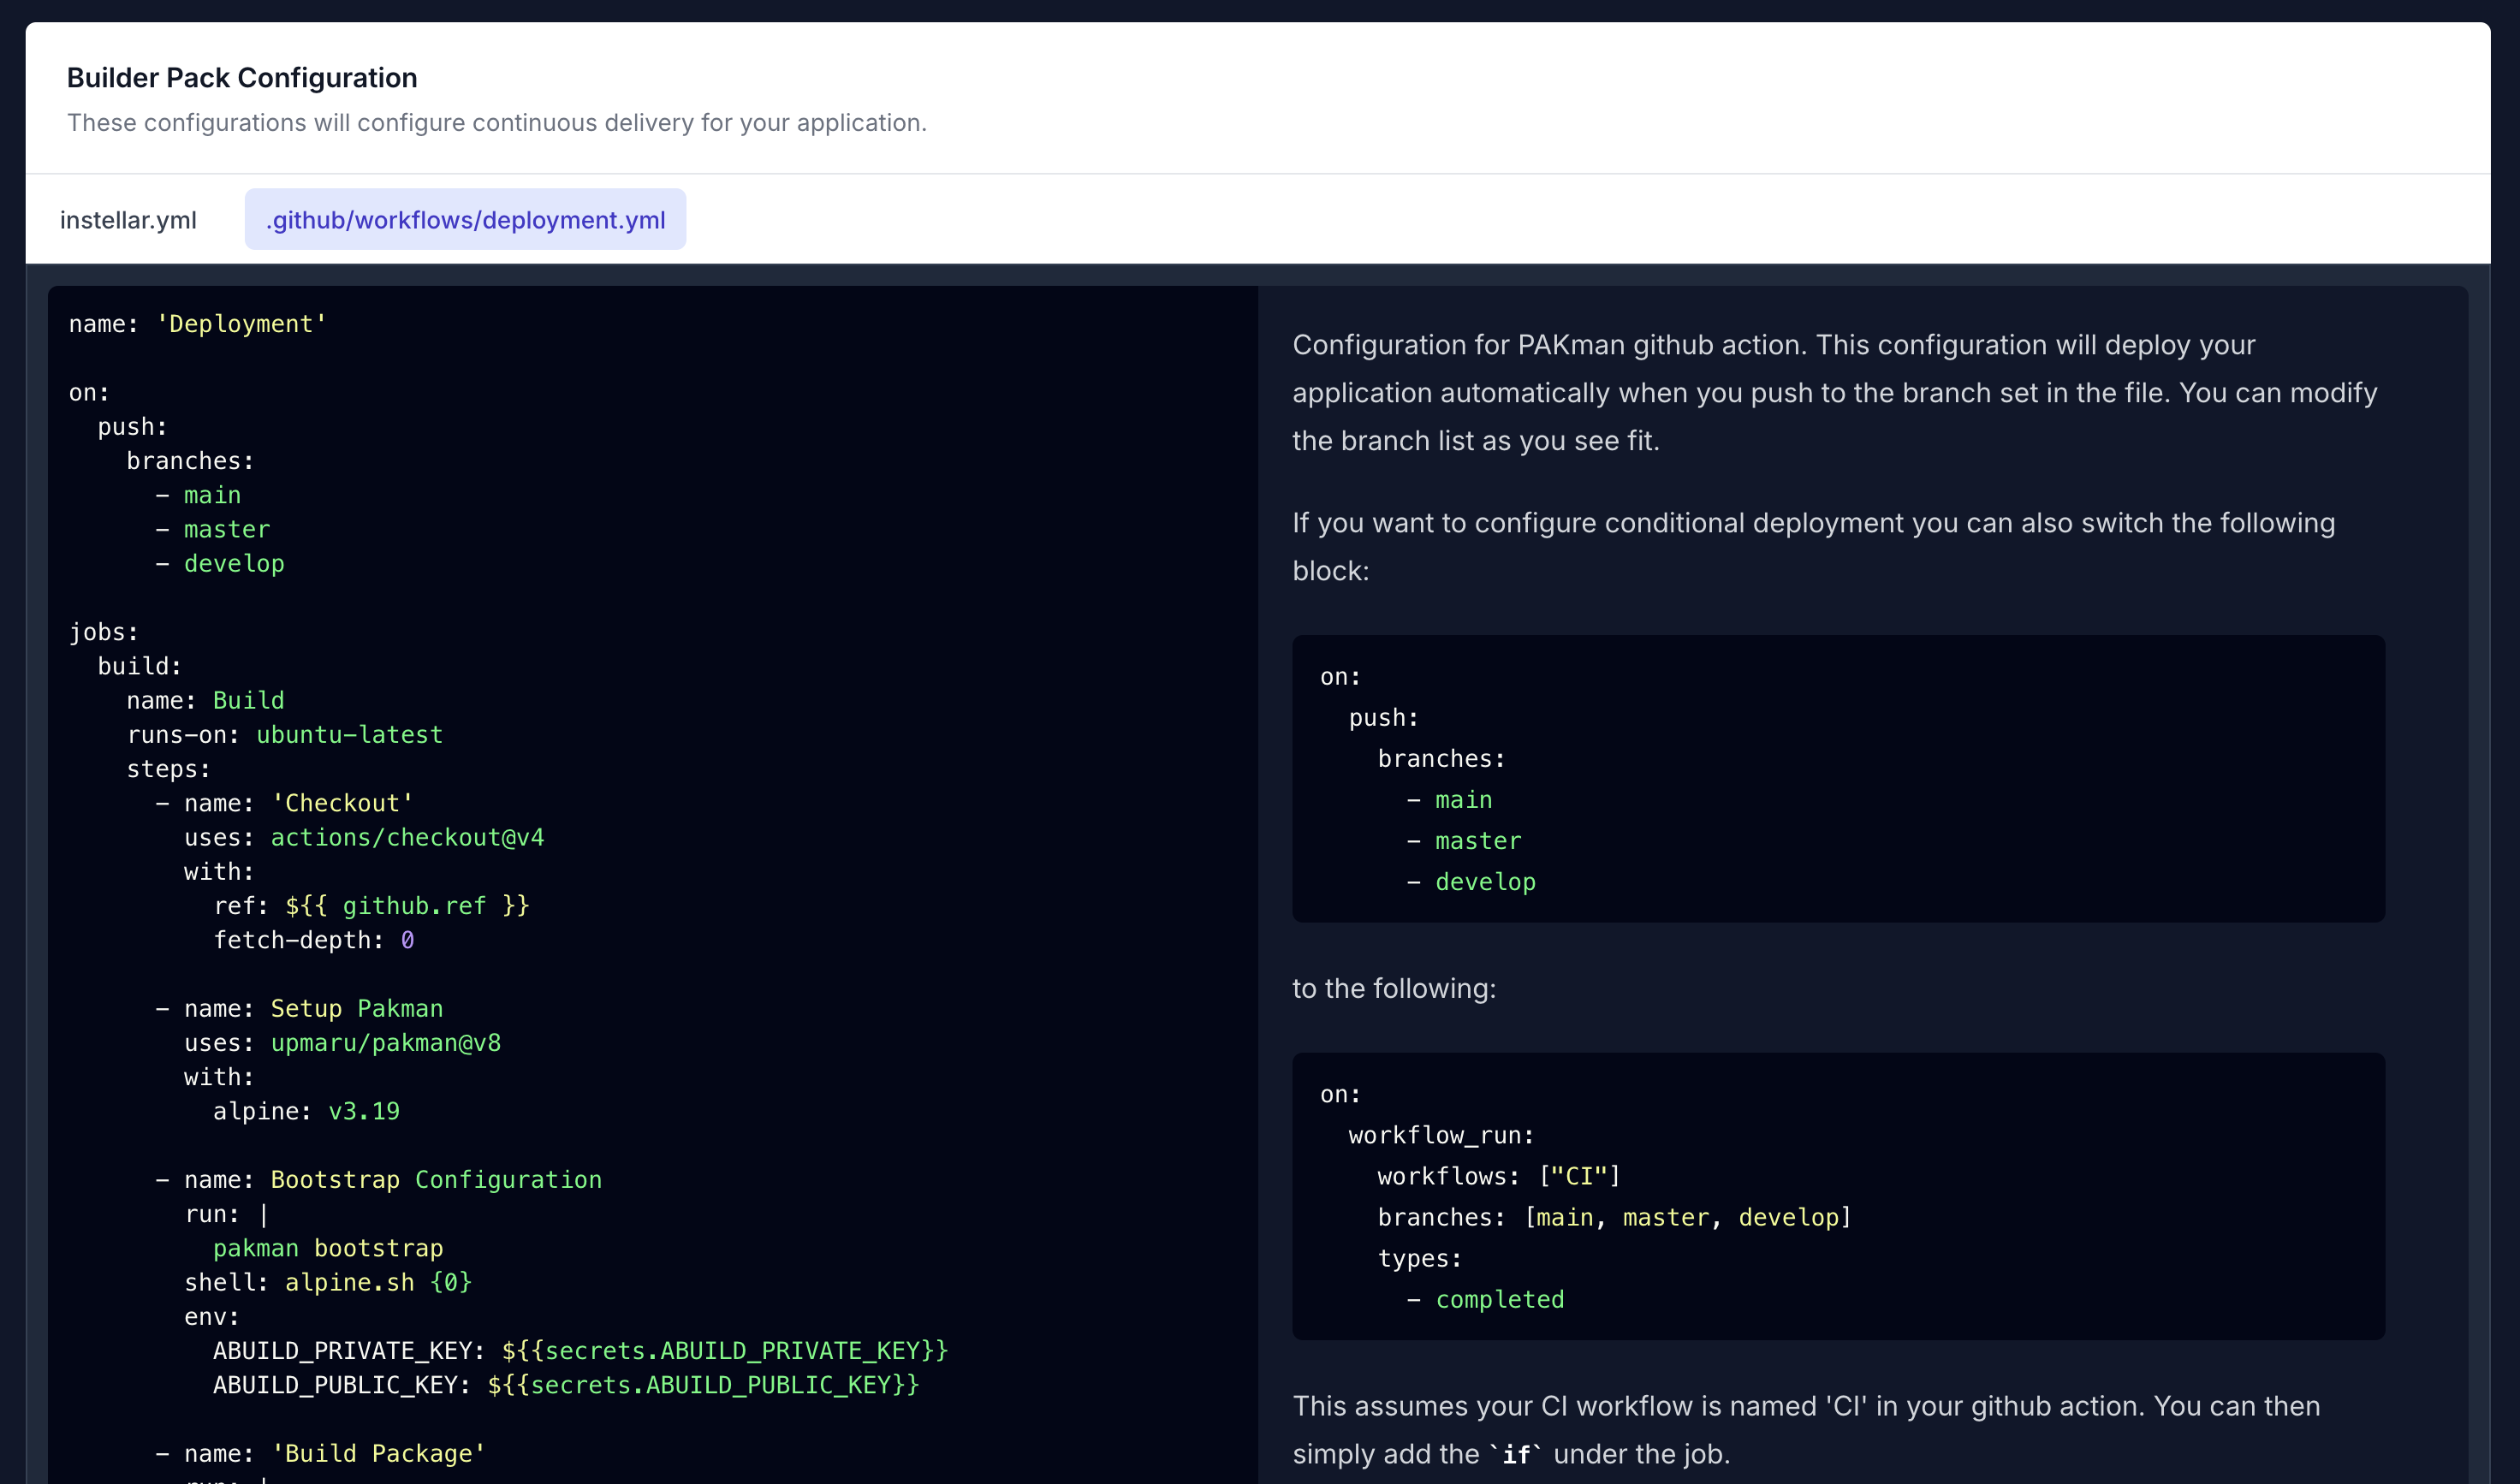 Builder Pack Configuration
These configurations will configure continuous delivery for your application.
instellar.yml
.github/workflows/deployment.yml
name: 'Deployment'
on:
  push:
    branches:
      - main
      - master
      - develop
jobs:
  build:
    name: Build
    runs-on: ubuntu-latest
    steps:
      - name: 'Checkout'
        uses: actions/checkout@v4
        with:
          ref: ${{ github.ref }}
          fetch-depth: 0
      - name: Setup Pakman
        uses: upmaru/pakman@v8
        with:
          alpine: v3.19
      - name: Bootstrap Configuration
        run: |
          pakman bootstrap
        shell: alpine.sh {0}
        env:
          ABUILD_PRIVATE_KEY: ${{secrets.ABUILD_PRIVATE_KEY}}
          ABUILD_PUBLIC_KEY: ${{secrets.ABUILD_PUBLIC_KEY}}
      - name: 'Build Package'
Configuration for PAKman github action. This configuration will deploy your
application automatically when you push to the branch set in the file. You can modify
the branch list as you see fit.
If you want to configure conditional deployment you can also switch the following
block:
on:
  push:
    branches:
      - main
      - master
      - develop
to the following:
on:
  workflow_run:
    workflows: ["CI"]
    branches: [main, master, develop]
    types:
      - completed
This assumes your CI workflow is named 'CI' in your github action. You can then
simply add the `if` under the job.